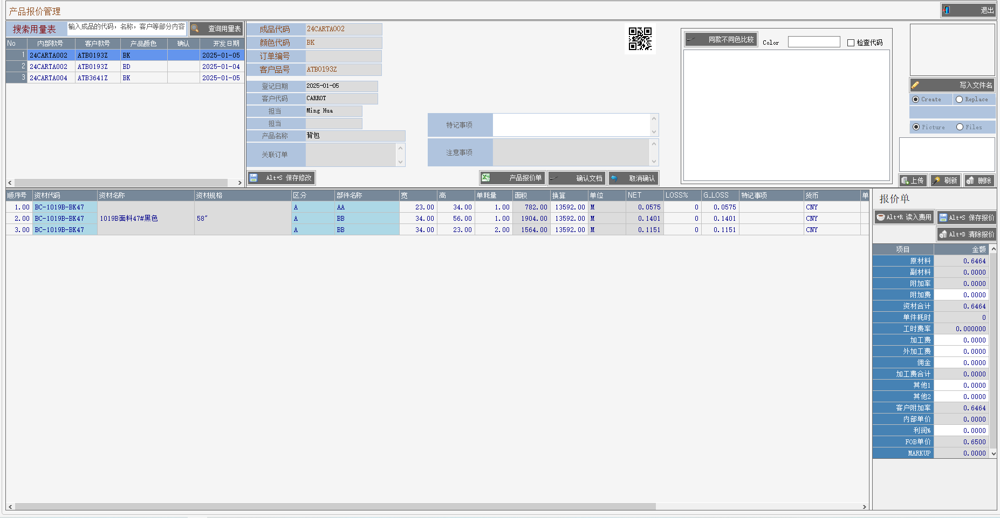 产品报价管理
退出
搜索用量表 输入成品的代码, 名称, 客户等部分内容 查询用量表
No 内部款号 客户款号 产品颜色 确认 开发日期
1 24CARTA002 ATB0193Z BK 2025-01-05
2 24CARTA002 ATB0193Z BD 2025-01-04
3 24CARTA004 ATB3641Z BK 2025-01-05
成品代码 24CARTA002
颜色代码 BK
订单编号
客户品号 ATB0193Z
登记日期 2025-01-05
客户代码 CARROT
担当 Ming Hua
担当
产品名称 背包
关联订单
Alt+S 保存修改
特记事项
注意事项
产品报价单 确认文档 取消确认
同款不同色比较 Color 检查代码
写入文件名
Create Replace
Picture Files
上传 刷新 删除
顺序号 资材代码 资材名称 资材规格 区分 部件名称 宽 高 单耗量 面积 换算 单位 NET LOSS% G_LOSS 特记事项 货币 单
1.00 BC-1019B-BK47 A AA 23.00 34.00 1.00 782.00 13592.00 M 0.0575 0 0.0575 CNY
2.00 BC-1019B-BK47 1019B面料47#黑色 58" A BB 34.00 56.00 1.00 1904.00 13592.00 M 0.1401 0 0.1401 CNY
3.00 BC-1019B-BK47 A BB 34.00 23.00 2.00 1564.00 13592.00 M 0.1151 0 0.1151 CNY
报价单
Alt+R 读入费用 Alt+S 保存报价
Alt+D 清除报价
项目 金额
原材料 0.6464
副材料 0.0000
附加率 0.0000
附加费 0.0000
资材合计 0.6464
单件耗时 0
工时费率 0.000000
加工费 0.0000
外加工费 0.0000
佣金 0.0000
加工费合计 0.0000
其他1 0.0000
其他2 0.0000
客户附加率 0.6464
内部单价 0.0000
利润% 0.0000
FOB单价 0.6500
MARKUP 0.0000